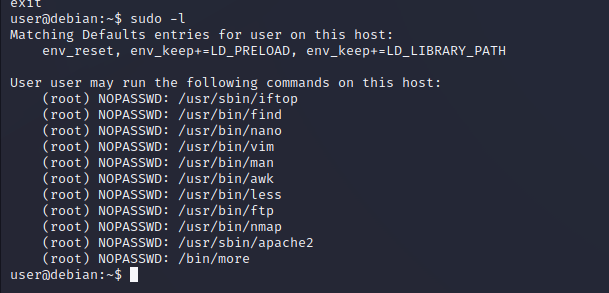 exit
user@debian:~$ sudo -l
Matching Defaults entries for user on this host:
    env_reset, env_keep+=LD_PRELOAD, env_keep+=LD_LIBRARY_PATH

User user may run the following commands on this host:
    (root) NOPASSWD: /usr/sbin/iftop
    (root) NOPASSWD: /usr/bin/find
    (root) NOPASSWD: /usr/bin/nano
    (root) NOPASSWD: /usr/bin/vim
    (root) NOPASSWD: /usr/bin/man
    (root) NOPASSWD: /usr/bin/awk
    (root) NOPASSWD: /usr/bin/less
    (root) NOPASSWD: /usr/bin/ftp
    (root) NOPASSWD: /usr/bin/nmap
    (root) NOPASSWD: /usr/sbin/apache2
    (root) NOPASSWD: /bin/more
user@debian:~$